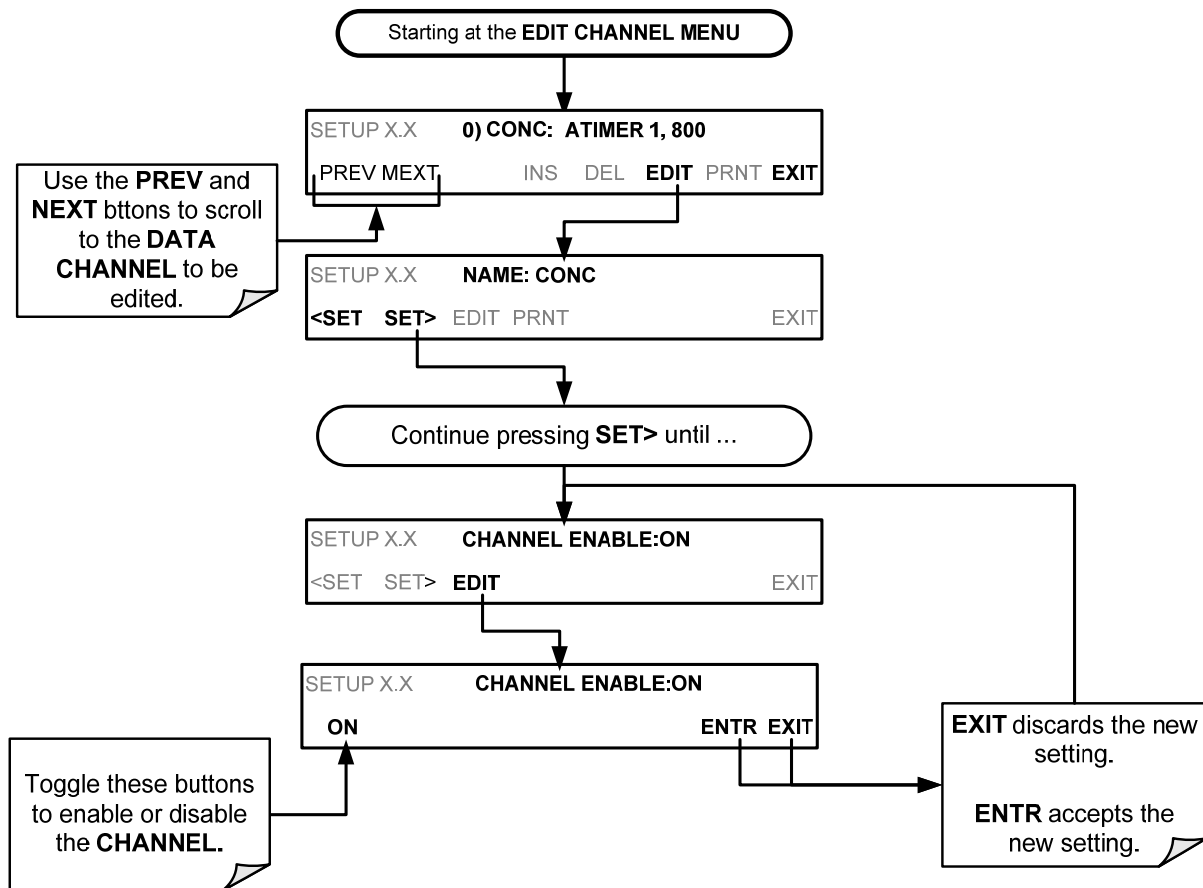 Starting at the EDIT CHANNEL MENU
SETUP X.X 0) CONC: ATIMER 1, 800
PREV MEXT INS DEL EDIT PRNT EXIT
Use the PREV and
NEXT bttons to scroll
to the DATA
CHANNEL to be
edited.
SETUP X.X NAME: CONC
<SET SET> EDIT PRNT EXIT
Continue pressing SET> until ...
SETUP X.X CHANNEL ENABLE:ON
<SET SET> EDIT EXIT
SETUP X.X CHANNEL ENABLE:ON
ON ENTR EXIT
Toggle these buttons
to enable or disable
the CHANNEL.
EXIT discards the new
setting.
ENTR accepts the
new setting.